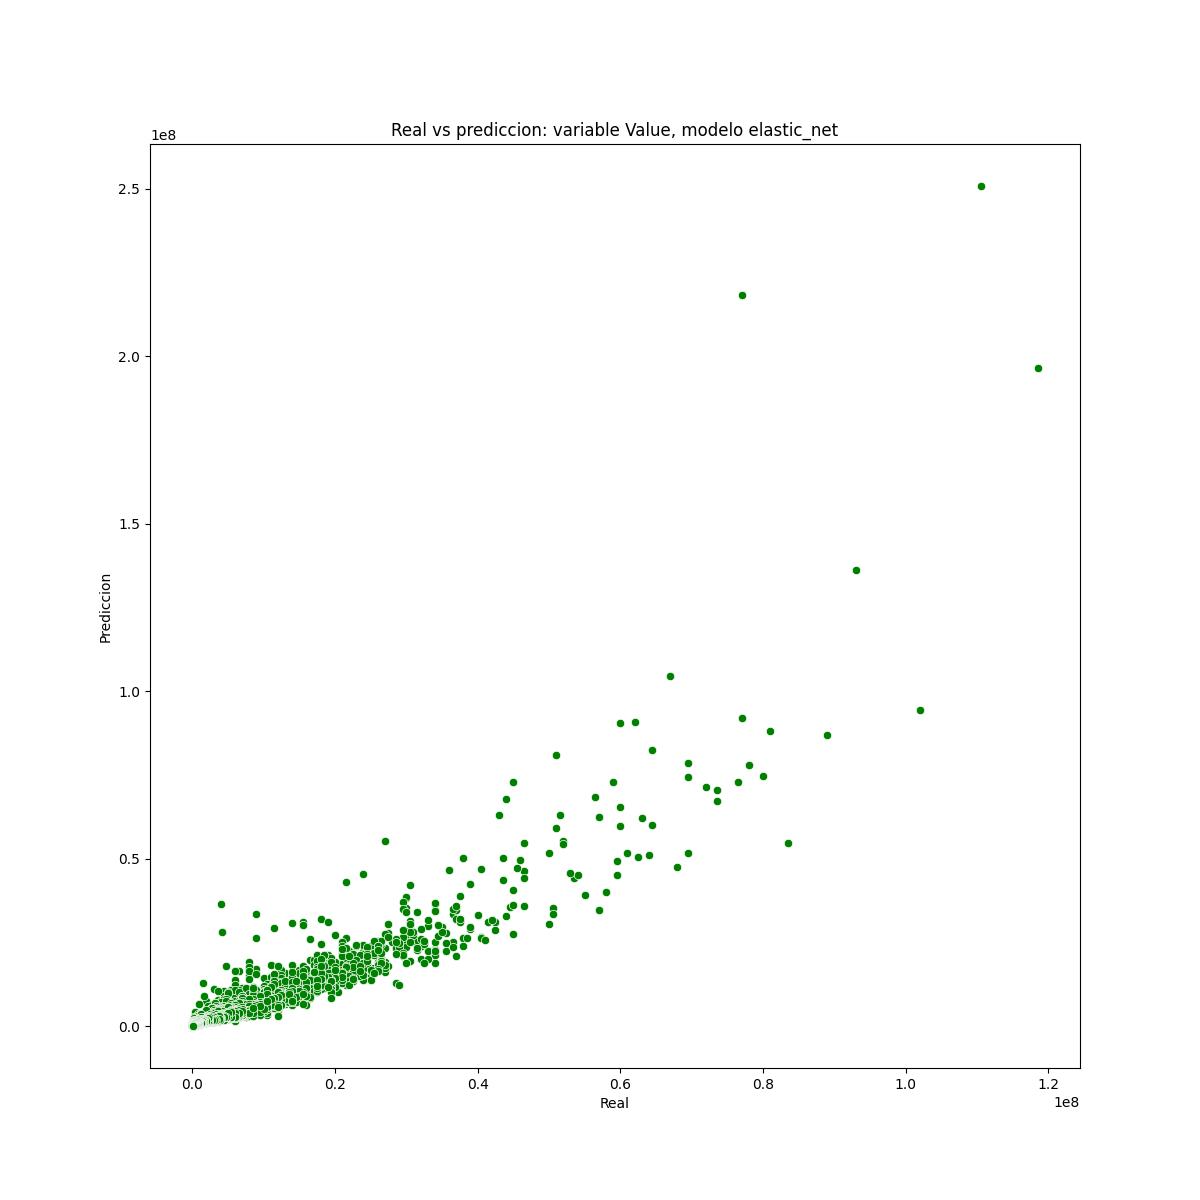 Real vs prediccion: variable Value, modelo elastic_net
1e8
2.5
2.0
1.5
1.0
0.5
0.0
Prediccion
0.0 0.2 0.4 0.6 0.8 1.0 1.2
Real
1e8